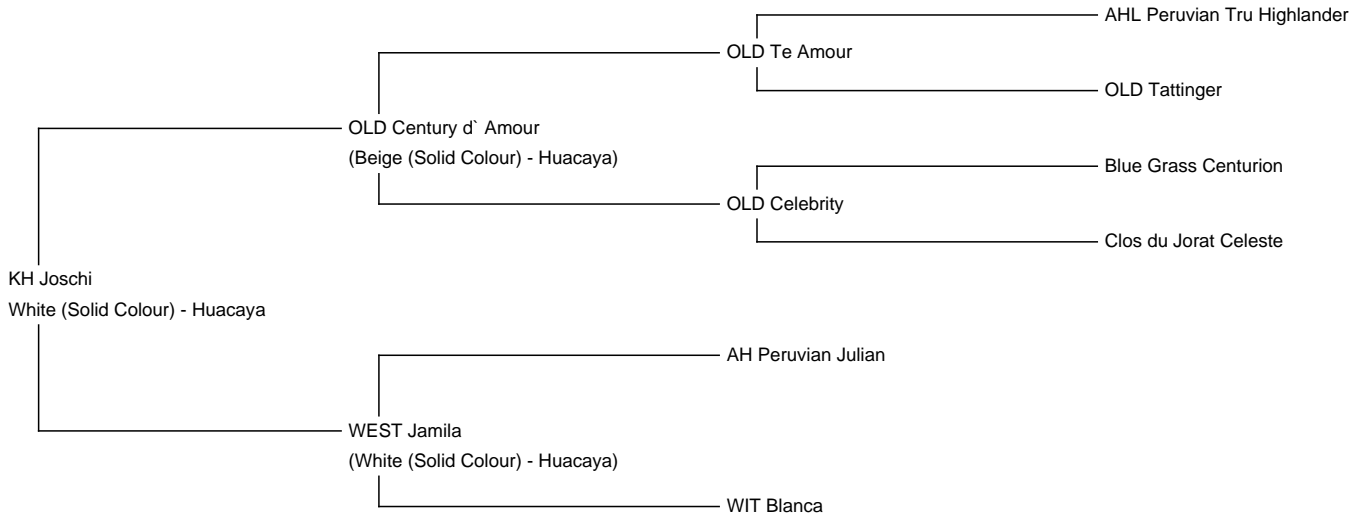 AHL Peruvian Tru Highlander
OLD Te Amour
OLD Tattinger
OLD Century d` Amour
(Beige (Solid Colour) - Huacaya)
Blue Grass Centurion
OLD Celebrity
Clos du Jorat Celeste
KH Joschi
White (Solid Colour) - Huacaya
AH Peruvian Julian
WEST Jamila
(White (Solid Colour) - Huacaya)
WIT Blanca